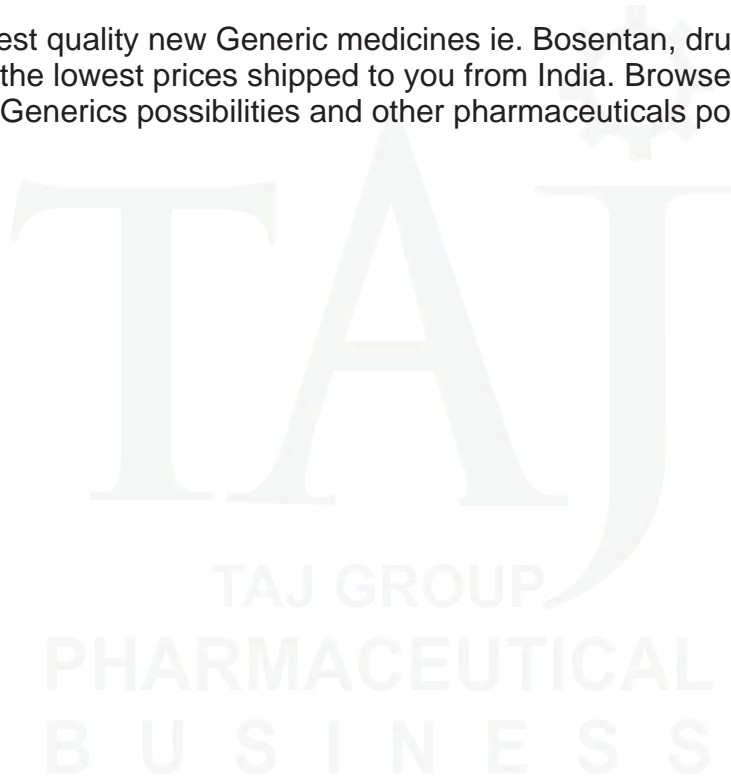 est quality new Generic medicines ie. Bosentan, dru
the lowest prices shipped to you from India. Browse
Generics possibilities and other pharmaceuticals po
TAJ
TAJ GROUP
PHARMACEUTICAL
BUSINESS